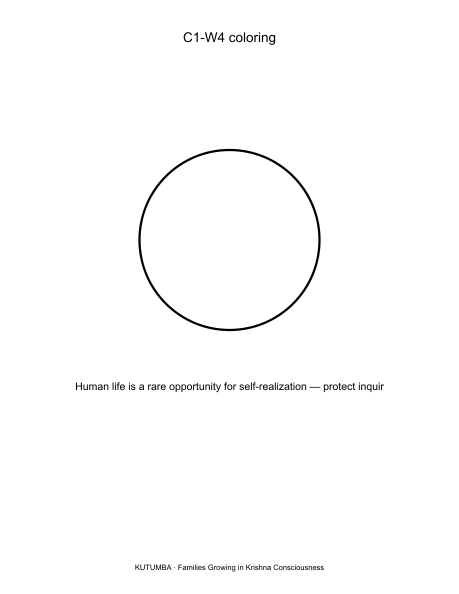 C1-W4 coloring
Human life is a rare opportunity for self-realization — protect inquir
KUTUMBA · Families Growing in Krishna Consciousness